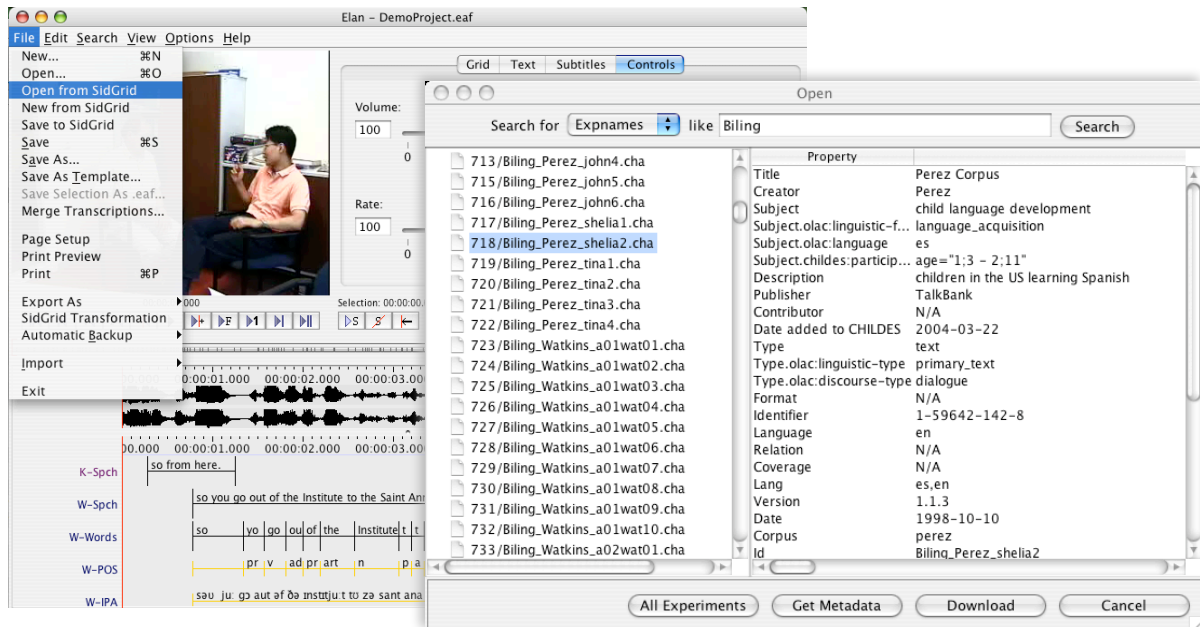 Elan - DemoProject.eaf
File Edit Search View Options Help
New... ⌘N
Open... ⌘O
Open from SidGrid
New from SidGrid
Save to SidGrid
Save ⌘S
Save As...
Save As Template...
Save Selection As .eaf...
Merge Transcriptions...
Page Setup
Print Preview
Print ⌘P
Export As
SidGrid Transformation
Automatic Backup
Import
Exit
Grid Text Subtitles Controls
Volume:
100
0
Rate:
100
0
000 Selection: 00:00:00.
F 1 S S
00:00:01.000 00:00:02.000 00:00:03.00
00.000 00:00:01.000 00:00:02.000 00:00:03.00
K-Spch so from here.
W-Spch so you go out of the Institute to the Saint
W-Words so yo go ou of the Institute t t
W-POS pr v ad pr art n p a
W-IPA səʊ ju: gɔ aut əf ðə ɪnstɪtju:t tʊ zə sant ana
Open
Search for Expnames like Biling Search
713/Biling_Perez_john4.cha
715/Biling_Perez_john5.cha
716/Biling_Perez_john6.cha
717/Biling_Perez_shelia1.cha
718/Biling_Perez_shelia2.cha
719/Biling_Perez_tina1.cha
720/Biling_Perez_tina2.cha
721/Biling_Perez_tina3.cha
722/Biling_Perez_tina4.cha
723/Biling_Watkins_a01wat01.cha
724/Biling_Watkins_a01wat02.cha
725/Biling_Watkins_a01wat03.cha
726/Biling_Watkins_a01wat04.cha
727/Biling_Watkins_a01wat05.cha
728/Biling_Watkins_a01wat06.cha
729/Biling_Watkins_a01wat07.cha
730/Biling_Watkins_a01wat08.cha
731/Biling_Watkins_a01wat09.cha
732/Biling_Watkins_a01wat10.cha
733/Biling_Watkins_a02wat01.cha
Property
Title Perez Corpus
Creator Perez
Subject child language development
Subject.olac:linguistic-f... language_acquisition
Subject.olac:language es
Subject.childes:particip... age="1;3 - 2;11"
Description children in the US learning Spanish
Publisher TalkBank
Contributor N/A
Date added to CHILDES 2004-03-22
Type text
Type.olac:linguistic-type primary_text
Type.olac:discourse-type dialogue
Format N/A
Identifier 1-59642-142-8
Language en
Relation N/A
Coverage N/A
Lang es,en
Version 1.1.3
Date 1998-10-10
Corpus perez
Id Biling_Perez_shelia2
All Experiments Get Metadata Download Cancel